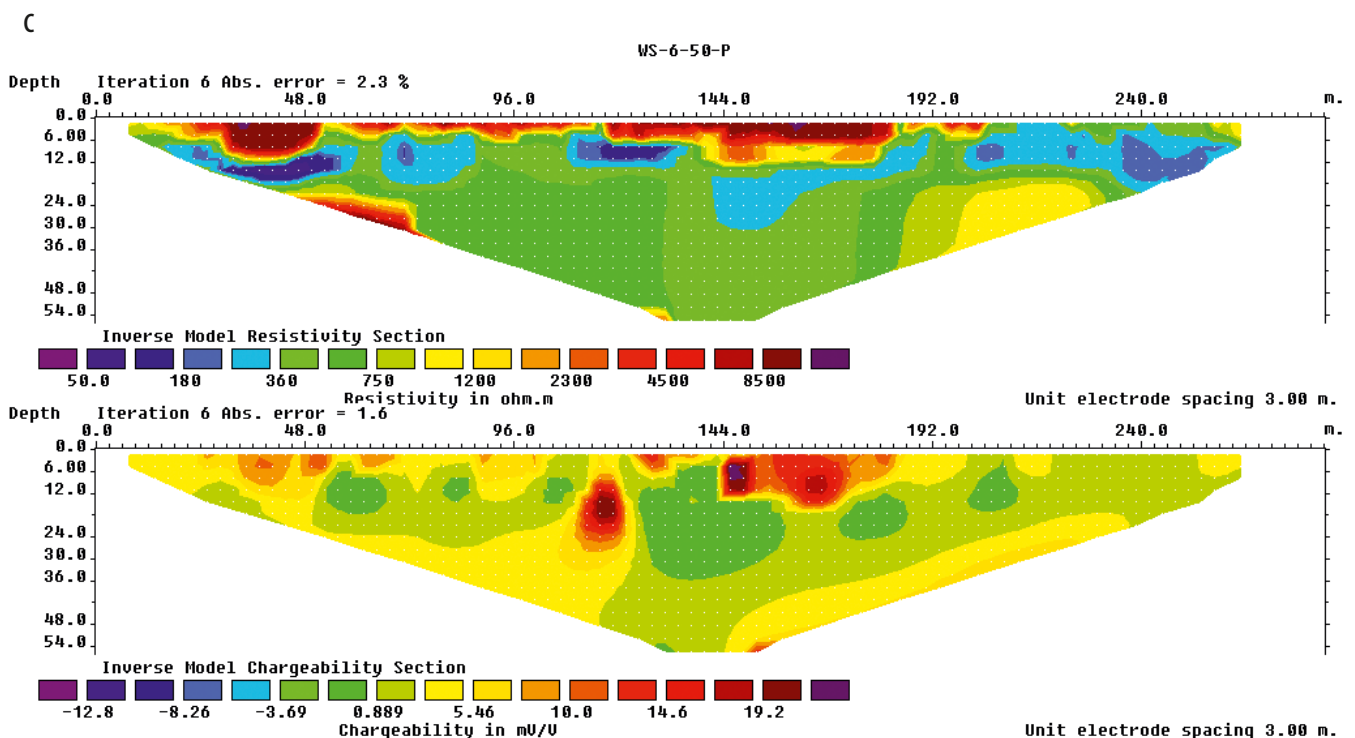 C
WS-6-50-P
Depth Iteration 6 Abs. error = 2.3 %
0.0 48.0 96.0 144.0 192.0 240.0 m.
0.0
6.00
12.0
24.0
30.0
36.0
48.0
54.0
Inverse Model Resistivity Section
50.0 180 360 750 1200 2300 4500 8500
Resistivity in ohm.m Unit electrode spacing 3.00 m.
Depth Iteration 6 Abs. error = 1.6
0.0 48.0 96.0 144.0 192.0 240.0 m.
0.0
6.00
12.0
24.0
30.0
36.0
48.0
54.0
Inverse Model Chargeability Section
-12.8 -8.26 -3.69 0.889 5.46 10.0 14.6 19.2
Chargeability in mV/V Unit electrode spacing 3.00 m.